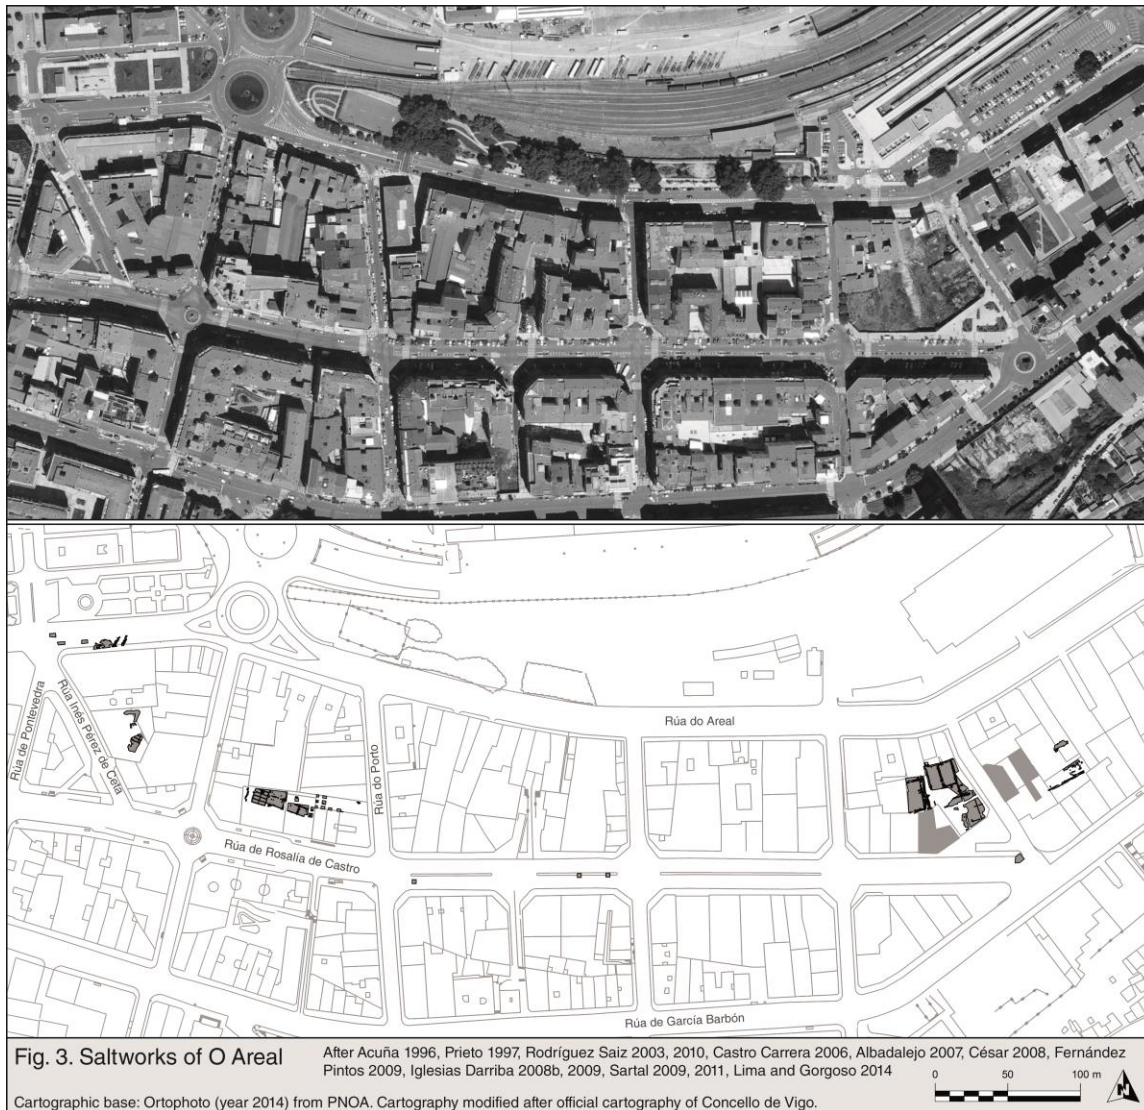 Rúa de Pontevedra
Rúa Inés Pérez de Ceta
Rúa do Porto
Rúa do Areal
Rúa de Rosalía de Castro
Rúa de García Barbón
Fig. 3. Saltworks of O Areal
After Acuña 1996, Prieto 1997, Rodríguez Saiz 2003, 2010, Castro Carrera 2006, Albadalejo 2007, César 2008, Fernández
Pintos 2009, Iglesias Darriba 2008b, 2009, Sartal 2009, 2011, Lima and Gorgoso 2014
0 50 100 m
N
Cartographic base: Ortophoto (year 2014) from PNOA. Cartography modified after official cartography of Concello de Vigo.